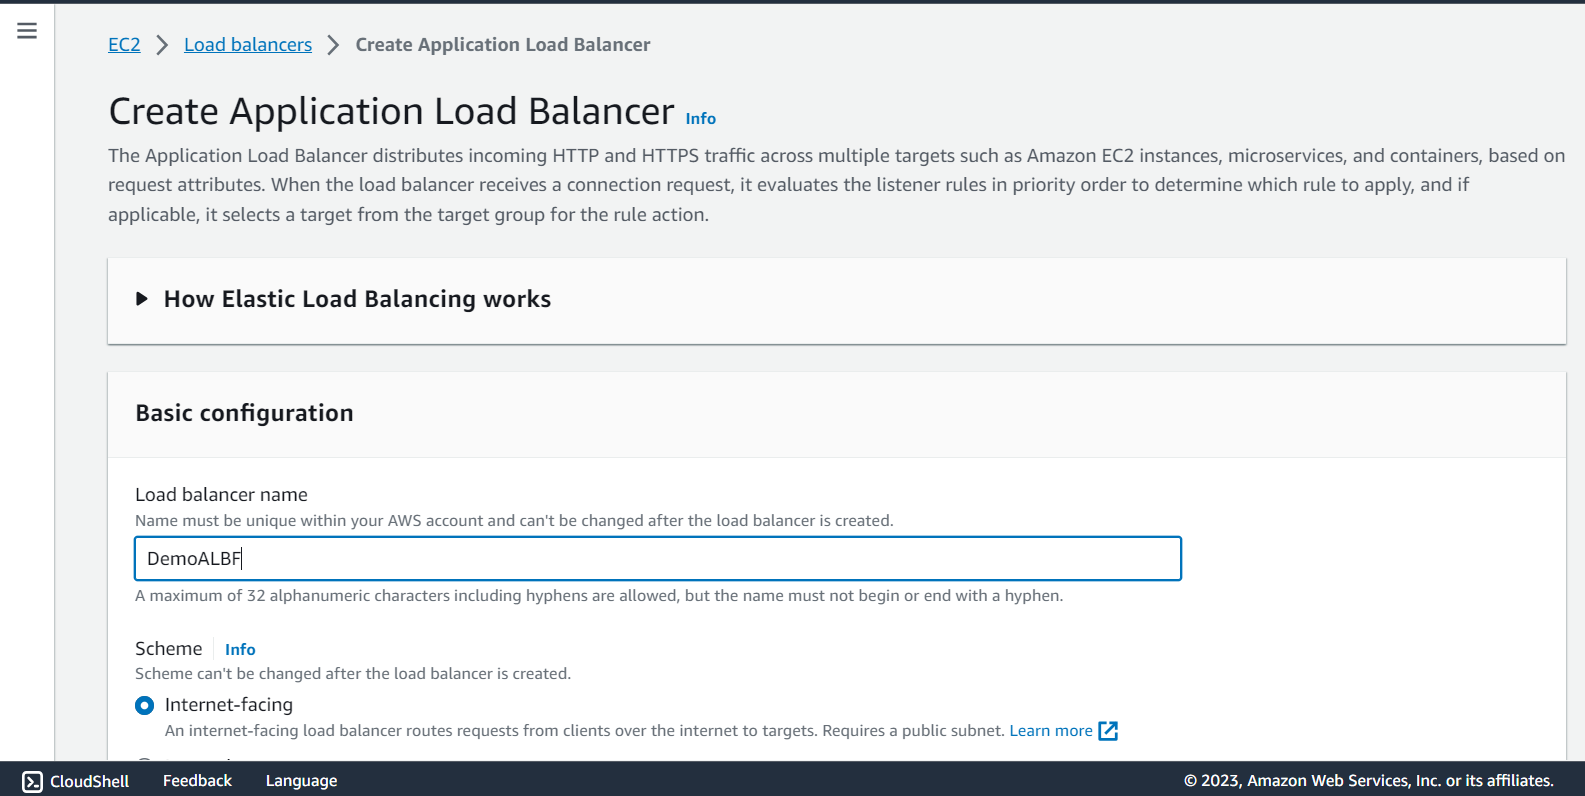 EC2 > Load balancers > Create Application Load Balancer
Create Application Load Balancer Info
The Application Load Balancer distributes incoming HTTP and HTTPS traffic across multiple targets such as Amazon EC2 instances, microservices, and containers, based on
request attributes. When the load balancer receives a connection request, it evaluates the listener rules in priority order to determine which rule to apply, and if
applicable, it selects a target from the target group for the rule action.
How Elastic Load Balancing works
Basic configuration
Load balancer name
Name must be unique within your AWS account and can't be changed after the load balancer is created.
DemoALBF
A maximum of 32 alphanumeric characters including hyphens are allowed, but the name must not begin or end with a hyphen.
Scheme Info
Scheme can't be changed after the load balancer is created.
Internet-facing
An internet-facing load balancer routes requests from clients over the internet to targets. Requires a public subnet. Learn more
CloudShell Feedback Language © 2023, Amazon Web Services, Inc. or its affiliates.